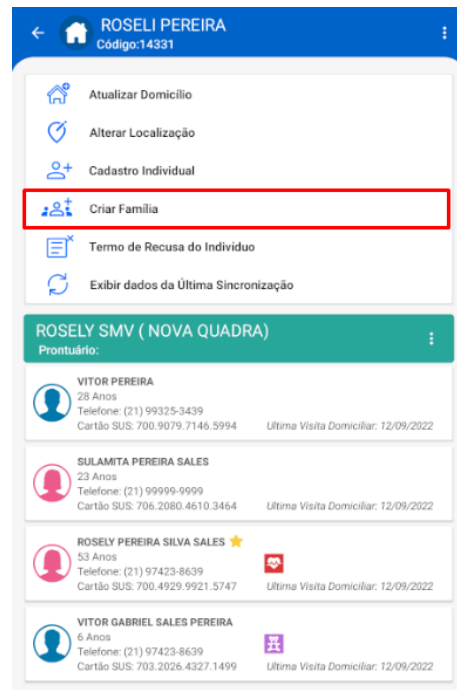 ROSELI PEREIRA
Código:14331
Atualizar Domicílio
Alterar Localização
Cadastro Individual
Criar Família
Termo de Recusa do Indivíduo
Exibir dados da Última Sincronização
ROSELY SMV ( NOVA QUADRA)
Prontuário:
VITOR PEREIRA
28 Anos
Telefone: (21) 99325-3439
Cartão SUS: 700.9079.7146.5994 Ultima Visita Domiciliar: 12/09/2022
SULAMITA PEREIRA SALES
23 Anos
Telefone: (21) 99999-9999
Cartão SUS: 706.2080.4610.3464 Ultima Visita Domiciliar: 12/09/2022
ROSELY PEREIRA SILVA SALES
53 Anos
Telefone: (21) 97423-8639
Cartão SUS: 700.4929.9921.5747 Ultima Visita Domiciliar: 12/09/2022
VITOR GABRIEL SALES PEREIRA
6 Anos
Telefone: (21) 97423-8639
Cartão SUS: 703.2026.4327.1499 Ultima Visita Domiciliar: 12/09/2022